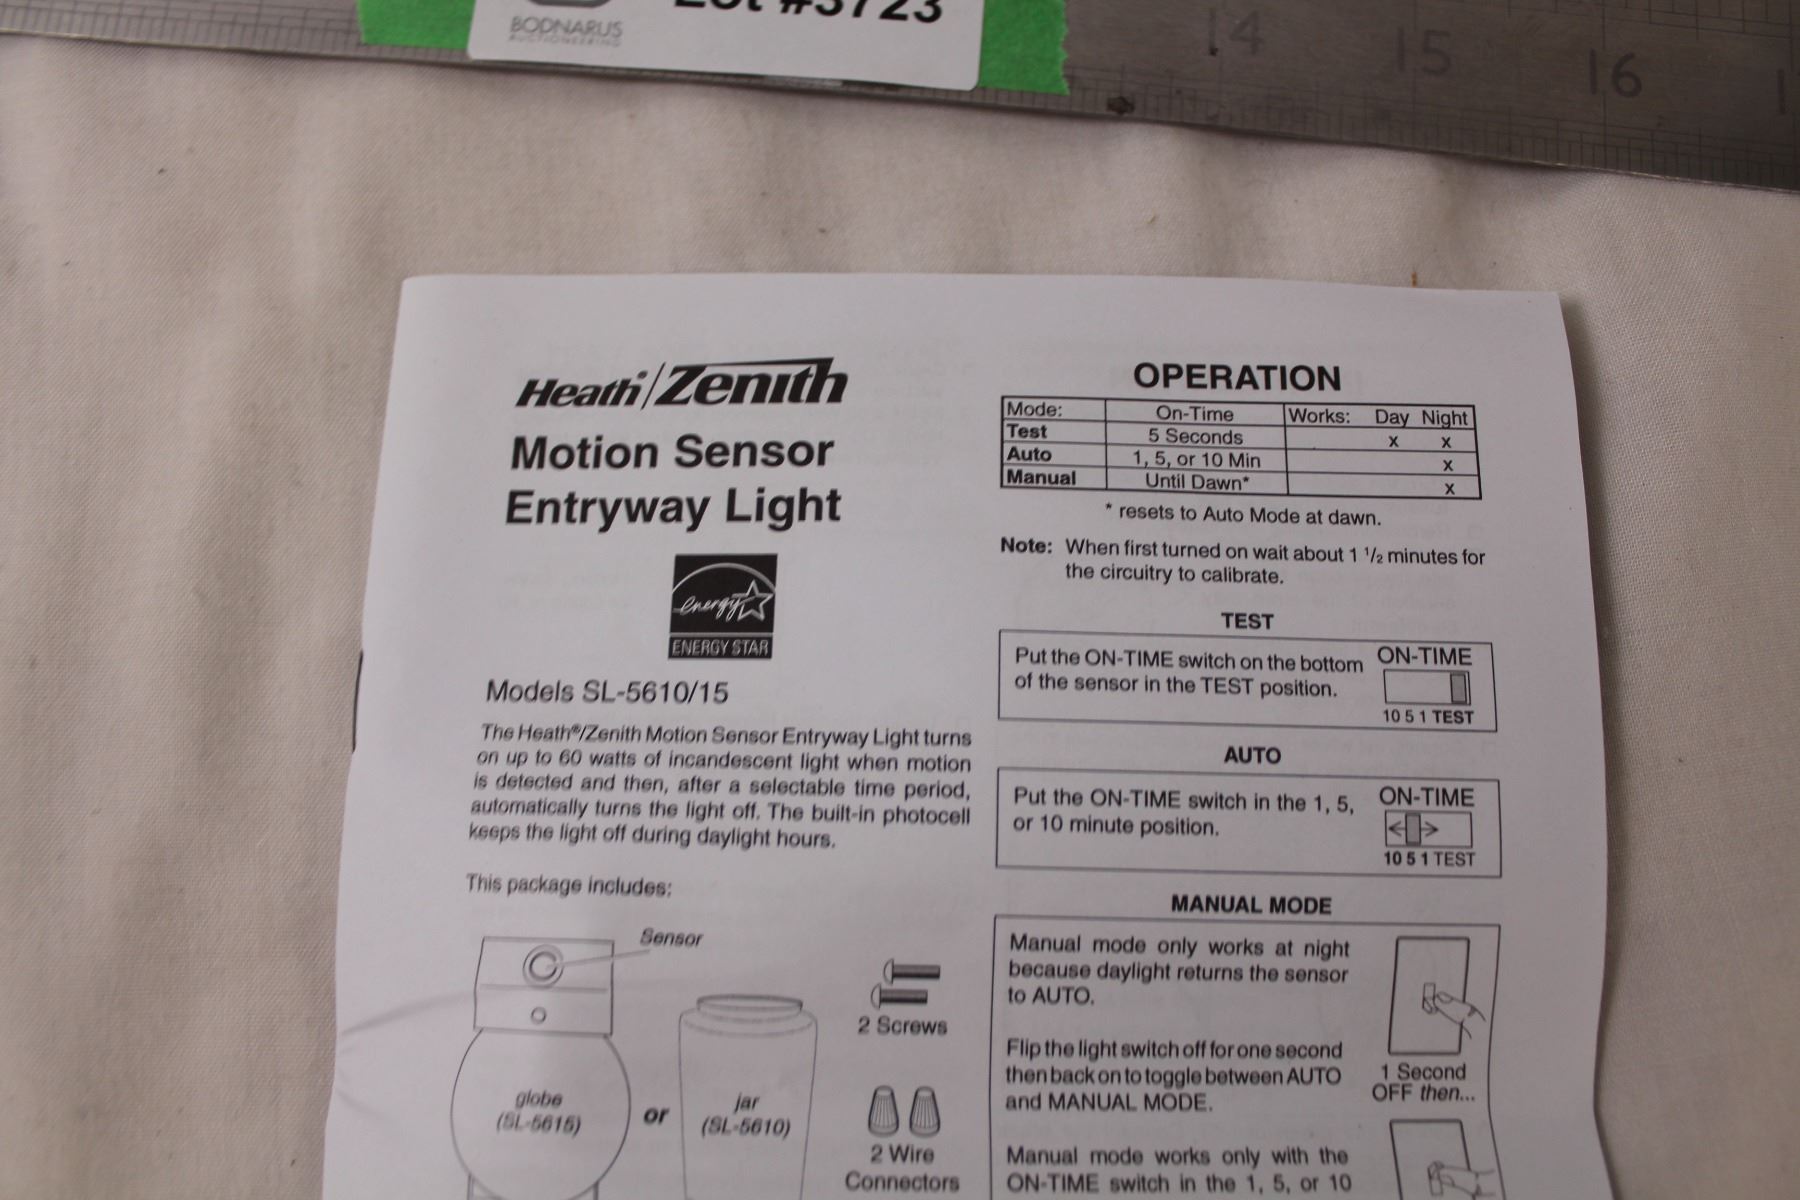 BODNARUS
AUCTIONEERING
Lot #3723
14
15
16
Heath/Zenith
Motion Sensor
Entryway Light
energy
ENERGY STAR
Models SL-5610/15
The Heath®/Zenith Motion Sensor Entryway Light turns
on up to 60 watts of incandescent light when motion
is detected and then, after a selectable time period,
automatically turns the light off. The built-in photocell
keeps the light off during daylight hours.
This package includes:
Sensor
globe
(SL-5615)
or
jar
(SL-5610)
2 Screws
2 Wire
Connectors
OPERATION
Mode: On-Time Works: Day Night
Test 5 Seconds x x
Auto 1, 5, or 10 Min x
Manual Until Dawn* x
* resets to Auto Mode at dawn.
Note: When first turned on wait about 1 1/2 minutes for
the circuitry to calibrate.
TEST
Put the ON-TIME switch on the bottom
of the sensor in the TEST position.
ON-TIME
10 5 1 TEST
AUTO
Put the ON-TIME switch in the 1, 5,
or 10 minute position.
ON-TIME
10 5 1 TEST
MANUAL MODE
Manual mode only works at night
because daylight returns the sensor
to AUTO.
Flip the light switch off for one second
then back on to toggle between AUTO
and MANUAL MODE.
1 Second
OFF then...
Manual mode works only with the
ON-TIME switch in the 1, 5, or 10